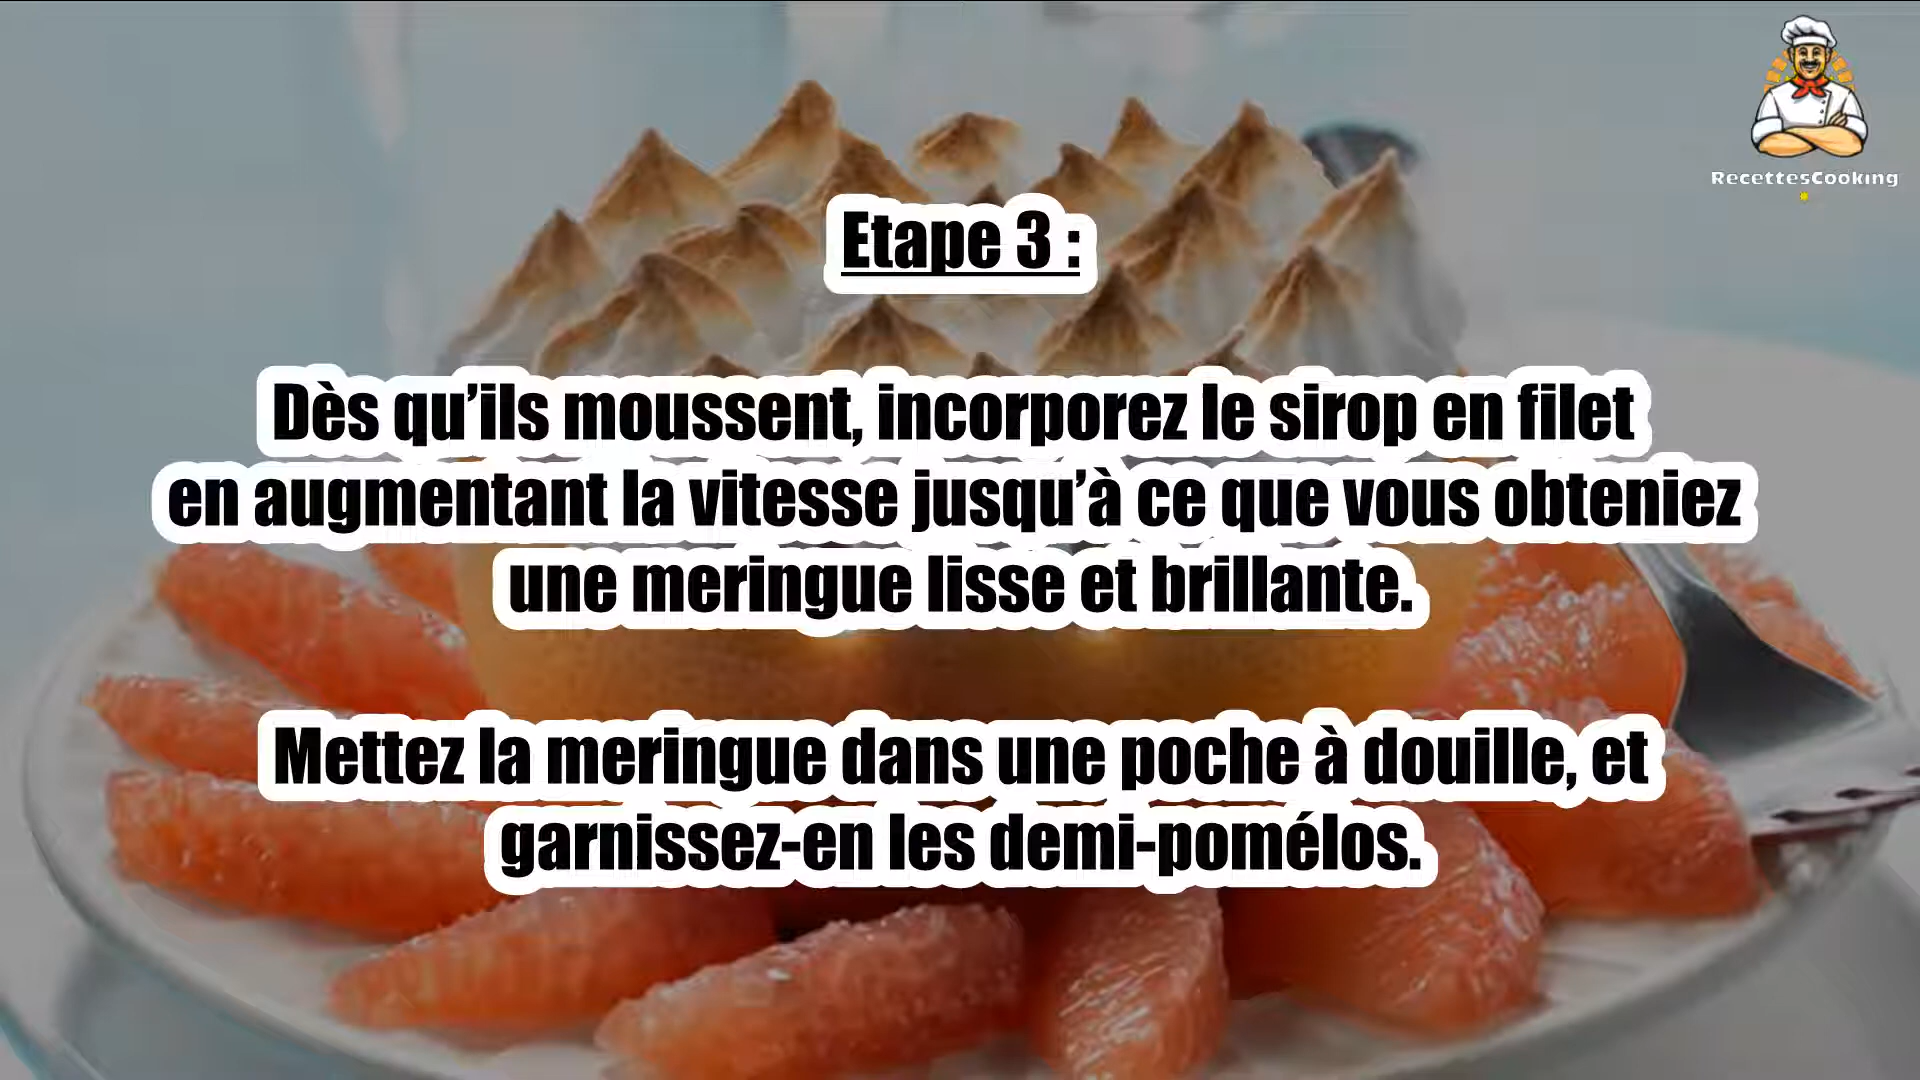 RecettesCooking
Etape 3 :
Dès qu’ils moussent, incorporez le sirop en filet
en augmentant la vitesse jusqu’à ce que vous obteniez
une meringue lisse et brillante.
Mettez la meringue dans une poche à douille, et
garnissez-en les demi-pomélos.